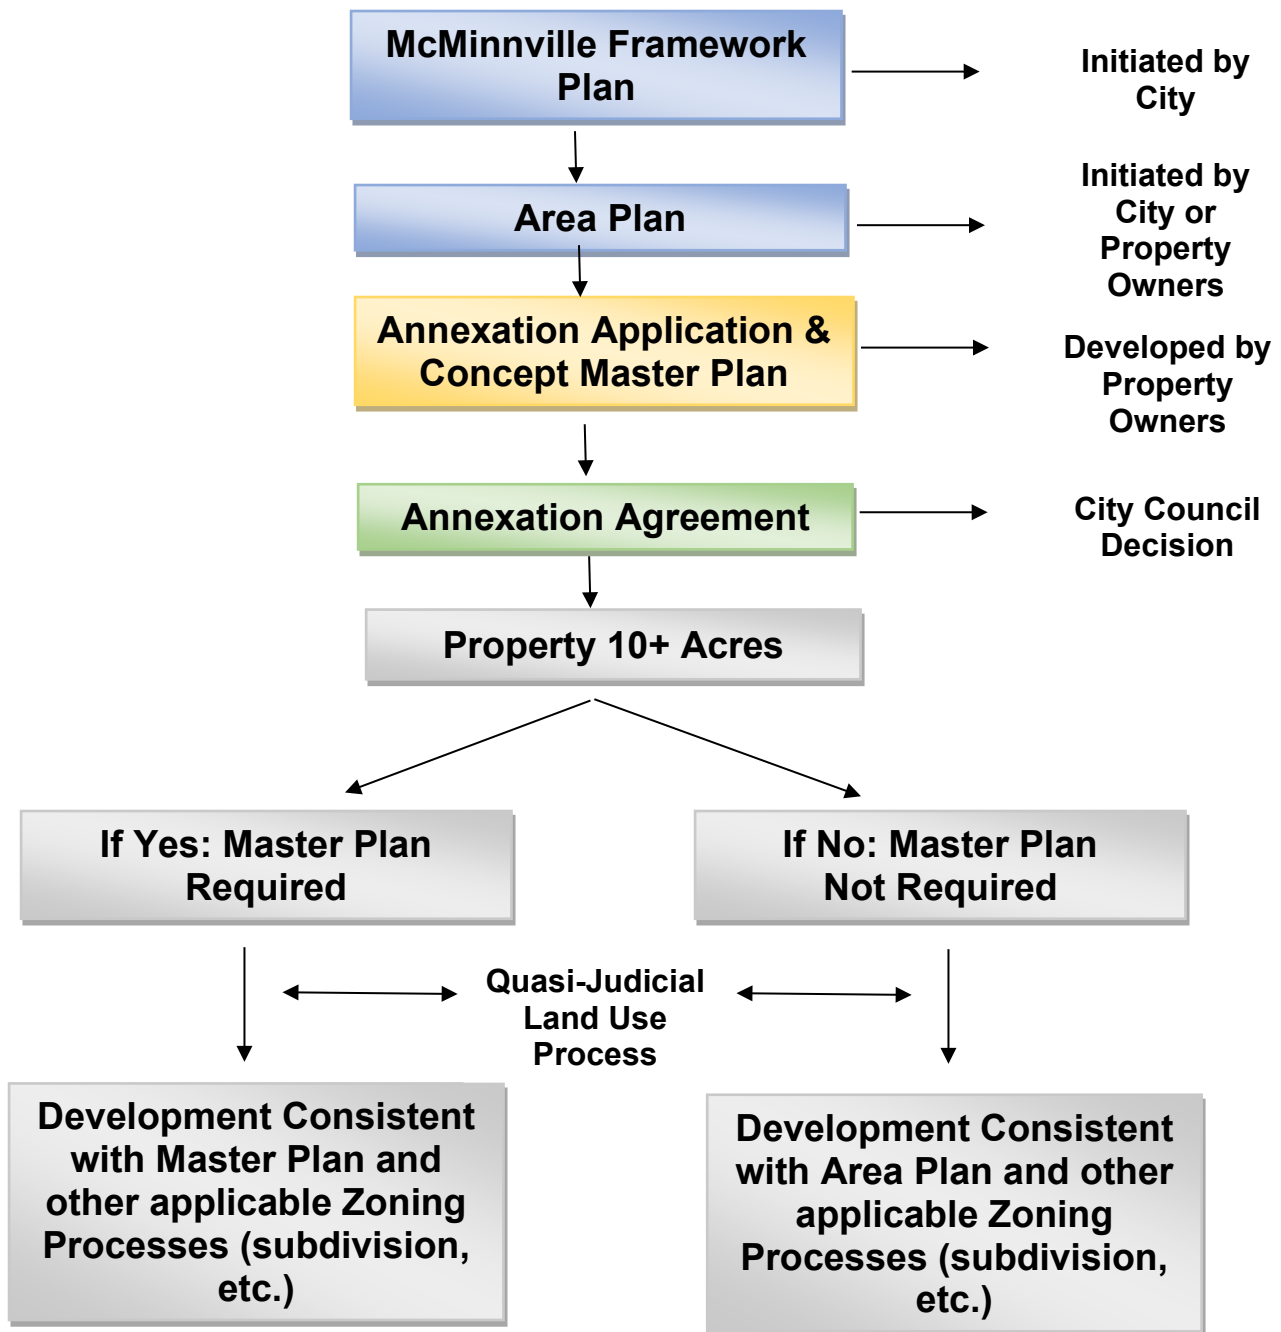 McMinnville Framework
Plan
Initiated by
City
Area Plan
Initiated by
City or
Property
Owners
Annexation Application &
Concept Master Plan
Developed by
Property
Owners
Annexation Agreement
City Council
Decision
Property 10+ Acres
If Yes: Master Plan
Required
If No: Master Plan
Not Required
Quasi-Judicial
Land Use
Process
Development Consistent
with Master Plan and
other applicable Zoning
Processes (subdivision,
etc.)
Development Consistent
with Area Plan and other
applicable Zoning
Processes (subdivision,
etc.)